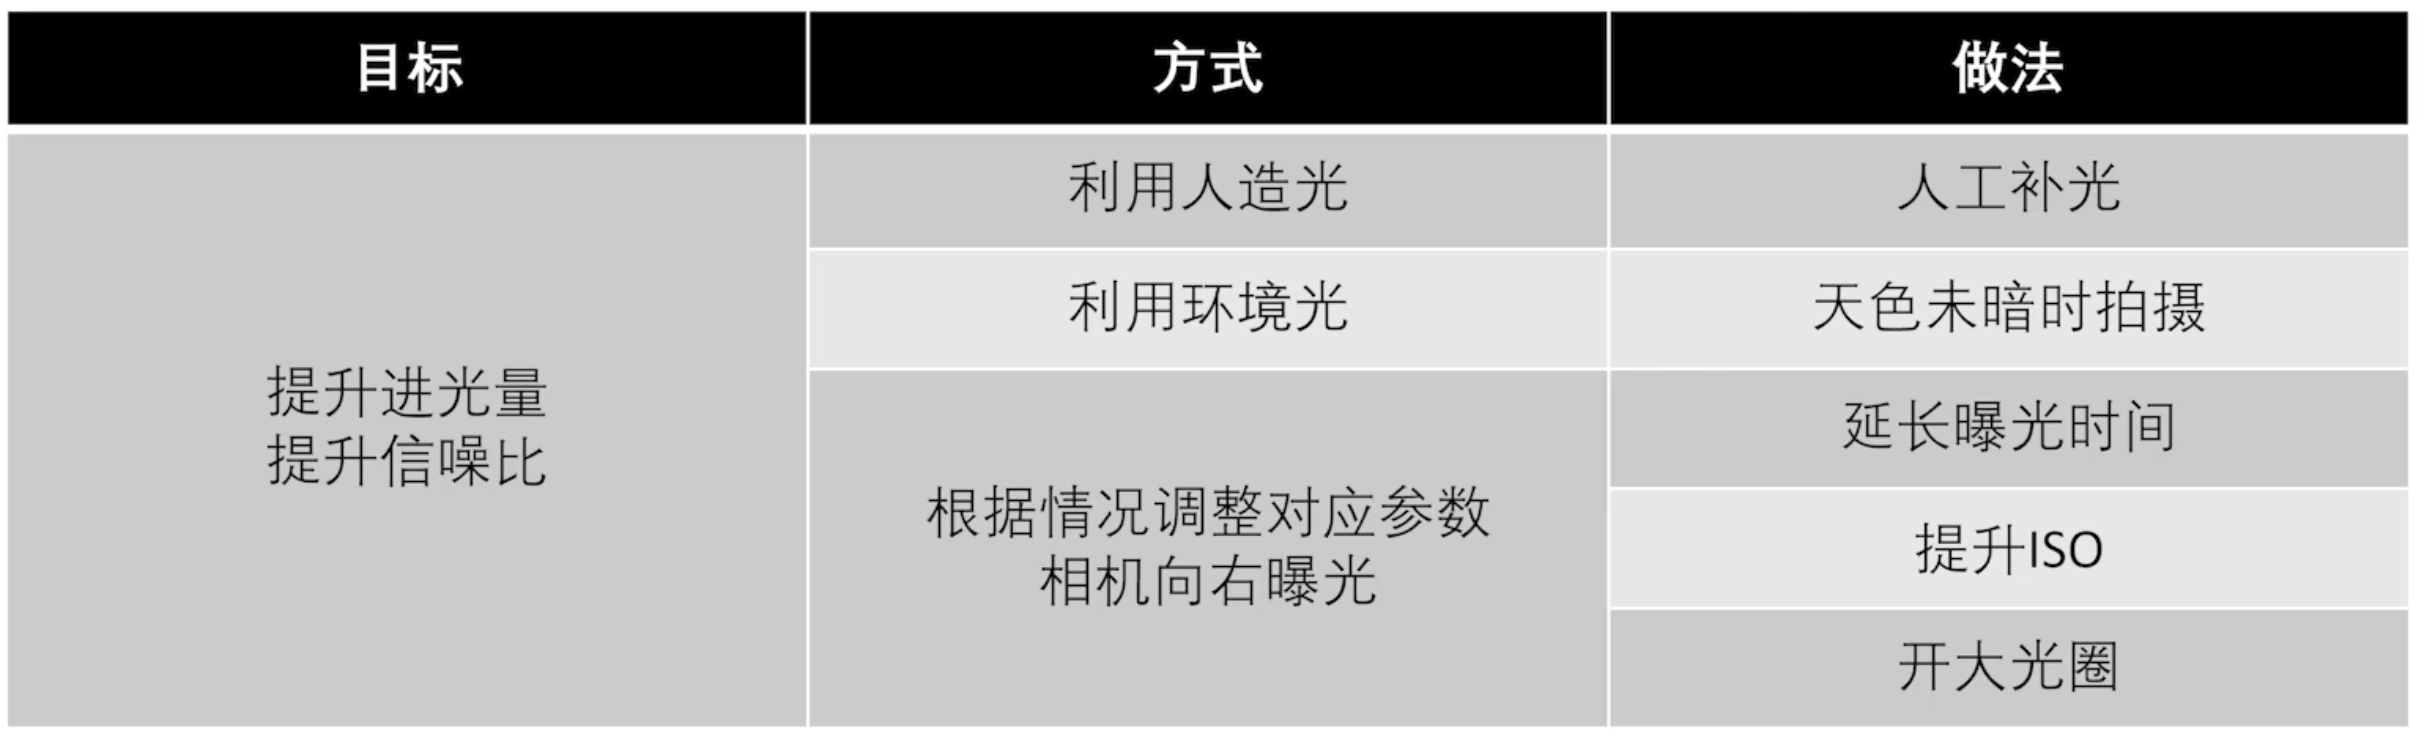 目标
方式
做法
提升进光量
提升信噪比
利用人造光
人工补光
利用环境光
天色未暗时拍摄
根据情况调整对应参数
相机向右曝光
延长曝光时间
提升ISO
开大光圈